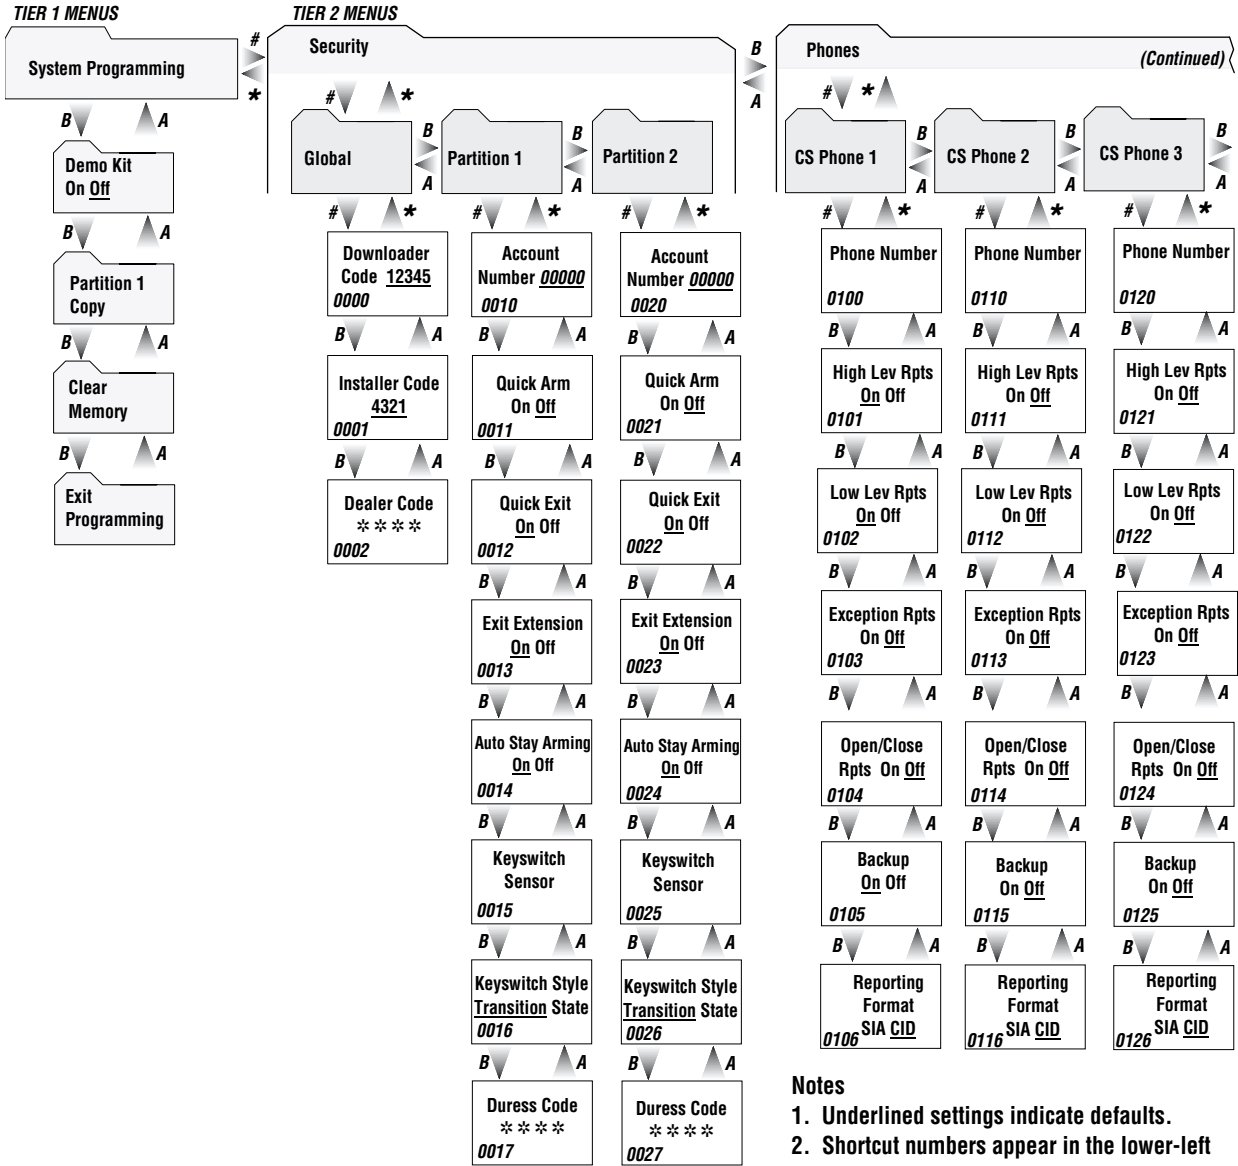 TIER 1 MENUS
System Programming
#
*
B
A
Demo Kit
On Off
B
A
Partition 1
Copy
B
A
Clear
Memory
B
A
Exit
Programming
TIER 2 MENUS
Security
#
*
B
A
Global
B
A
Partition 1
B
A
Partition 2
#
*
Downloader
Code 12345
0000
B
A
Installer Code
4321
0001
B
A
Dealer Code
****
0002
#
*
Account
Number 00000
0010
B
A
Quick Arm
On Off
0011
B
A
Quick Exit
On Off
0012
B
A
Exit Extension
On Off
0013
B
A
Auto Stay Arming
On Off
0014
B
A
Keyswitch
Sensor
0015
B
A
Keyswitch Style
Transition State
0016
B
A
Duress Code
****
0017
#
*
Account
Number 00000
0020
B
A
Quick Arm
On Off
0021
B
A
Quick Exit
On Off
0022
B
A
Exit Extension
On Off
0023
B
A
Auto Stay Arming
On Off
0024
B
A
Keyswitch
Sensor
0025
B
A
Keyswitch Style
Transition State
0026
B
A
Duress Code
****
0027
Phones
(Continued)
#
*
CS Phone 1
B
A
CS Phone 2
B
A
CS Phone 3
B
A
#
*
Phone Number
0100
B
A
High Lev Rpts
On Off
0101
B
A
Low Lev Rpts
On Off
0102
B
A
Exception Rpts
On Off
0103
B
A
Open/Close
Rpts On Off
0104
B
A
Backup
On Off
0105
B
A
Reporting
Format
SIA CID
0106
#
*
Phone Number
0110
B
A
High Lev Rpts
On Off
0111
B
A
Low Lev Rpts
On Off
0112
B
A
Exception Rpts
On Off
0113
B
A
Open/Close
Rpts On Off
0114
B
A
Backup
On Off
0115
B
A
Reporting
Format
SIA CID
0116
#
*
Phone Number
0120
B
A
High Lev Rpts
On Off
0121
B
A
Low Lev Rpts
On Off
0122
B
A
Exception Rpts
On Off
0123
B
A
Open/Close
Rpts On Off
0124
B
A
Backup
On Off
0125
B
A
Reporting
Format
SIA CID
0126
Notes
1. Underlined settings indicate defaults.
2. Shortcut numbers appear in the lower-left